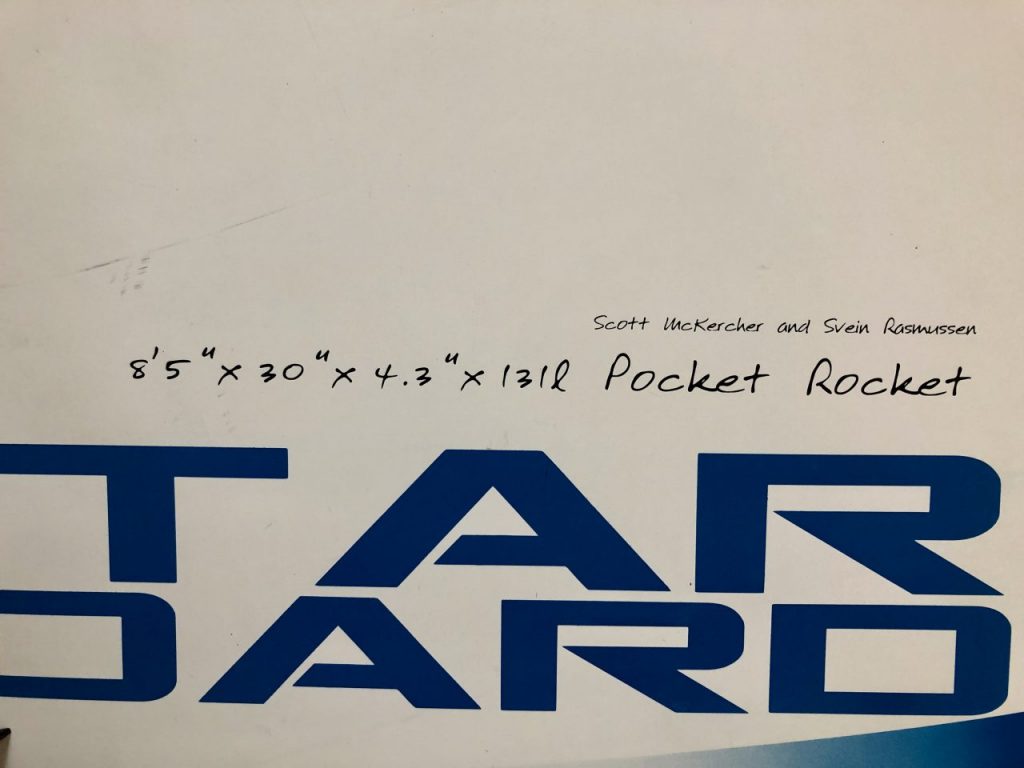 Scott McKercher and Svein Rasmussen
8'5" x 30" x 4.3" x 131l Pocket Rocket
TAR
OARD